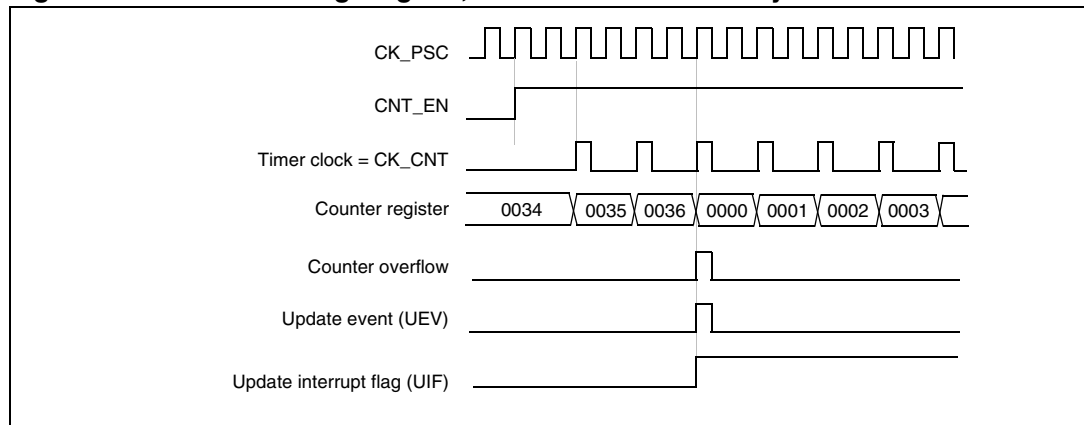 CK_PSC
CNT_EN
Timer clock = CK_CNT
Counter register 0034 0035 0036 0000 0001 0002 0003
Counter overflow
Update event (UEV)
Update interrupt flag (UIF)